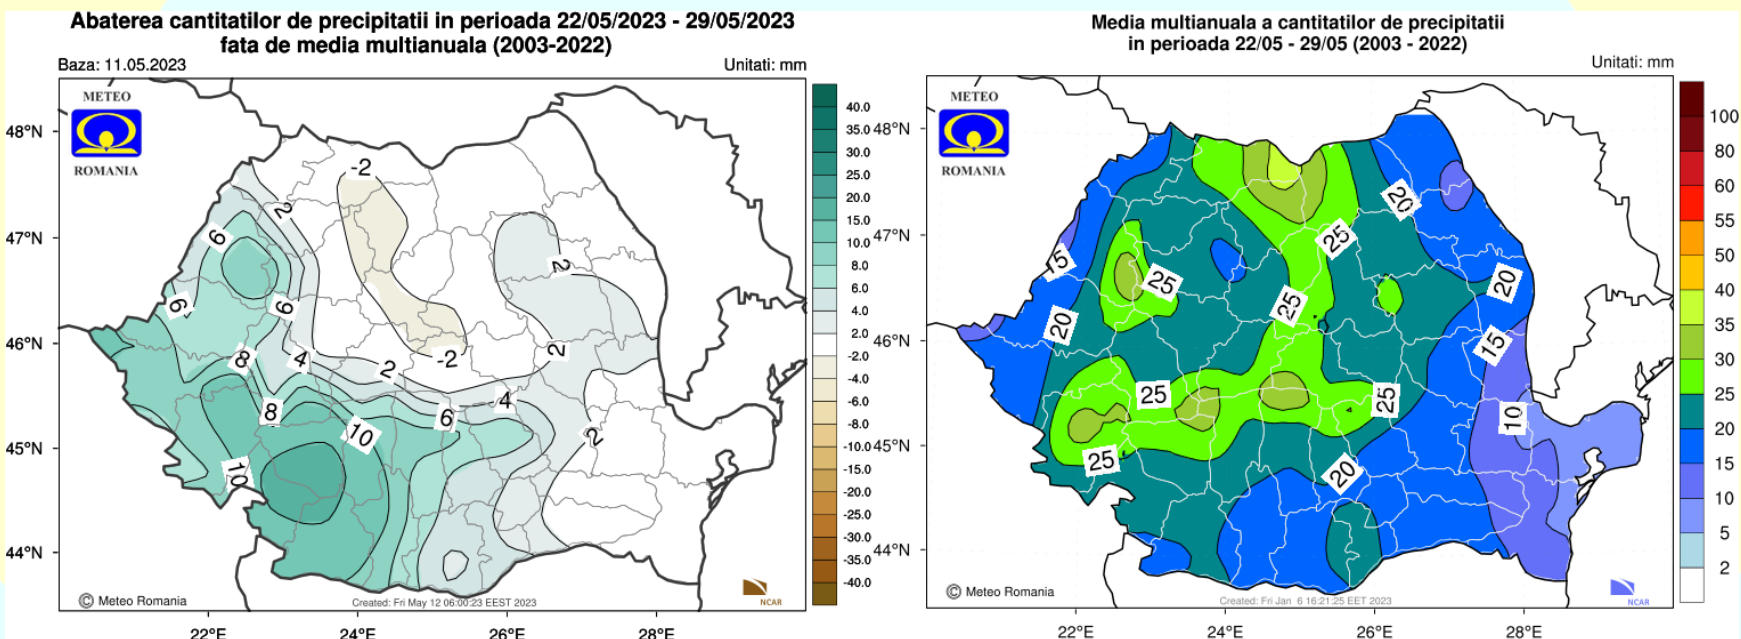 Abaterea cantitatilor de precipitatii in perioada 22/05/2023 - 29/05/2023
fata de media multianuala (2003-2022)
Baza: 11.05.2023
Unitati: mm
METEO
ROMANIA
48°N
47°N
46°N
45°N
44°N
22°E
24°E
26°E
28°E
-2
2
6
2
6
6
-2
2
2
4
8
4
8
6
10
2
10
40.0
35.0
30.0
25.0
20.0
15.0
10.0
8.0
6.0
4.0
2.0
-2.0
-4.0
-6.0
-8.0
-10.0
-15.0
-20.0
-25.0
-30.0
-35.0
-40.0
© Meteo Romania
Created: Fri May 12 06:00:23 EEST 2023
NCAR
Media multianuala a cantitatilor de precipitatii
in perioada 22/05 - 29/05 (2003 - 2022)
Unitati: mm
METEO
ROMANIA
48°N
47°N
46°N
45°N
44°N
22°E
24°E
26°E
28°E
20
25
15
25
20
25
20
15
25
25
10
25
20
100
80
60
55
50
40
35
30
25
20
15
10
5
2
© Meteo Romania
Created: Fri Jan 6 16:21:25 EET 2023
NCAR